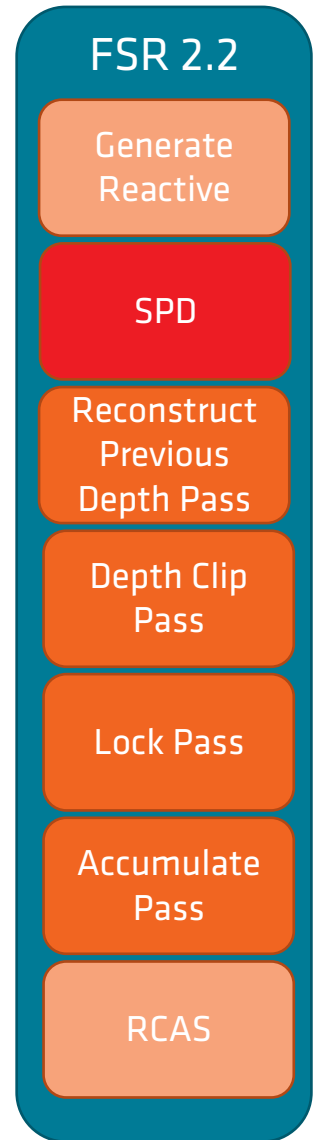 FSR 2.2
Generate
Reactive
SPD
Reconstruct
Previous
Depth Pass
Depth Clip
Pass
Lock Pass
Accumulate
Pass
RCAS